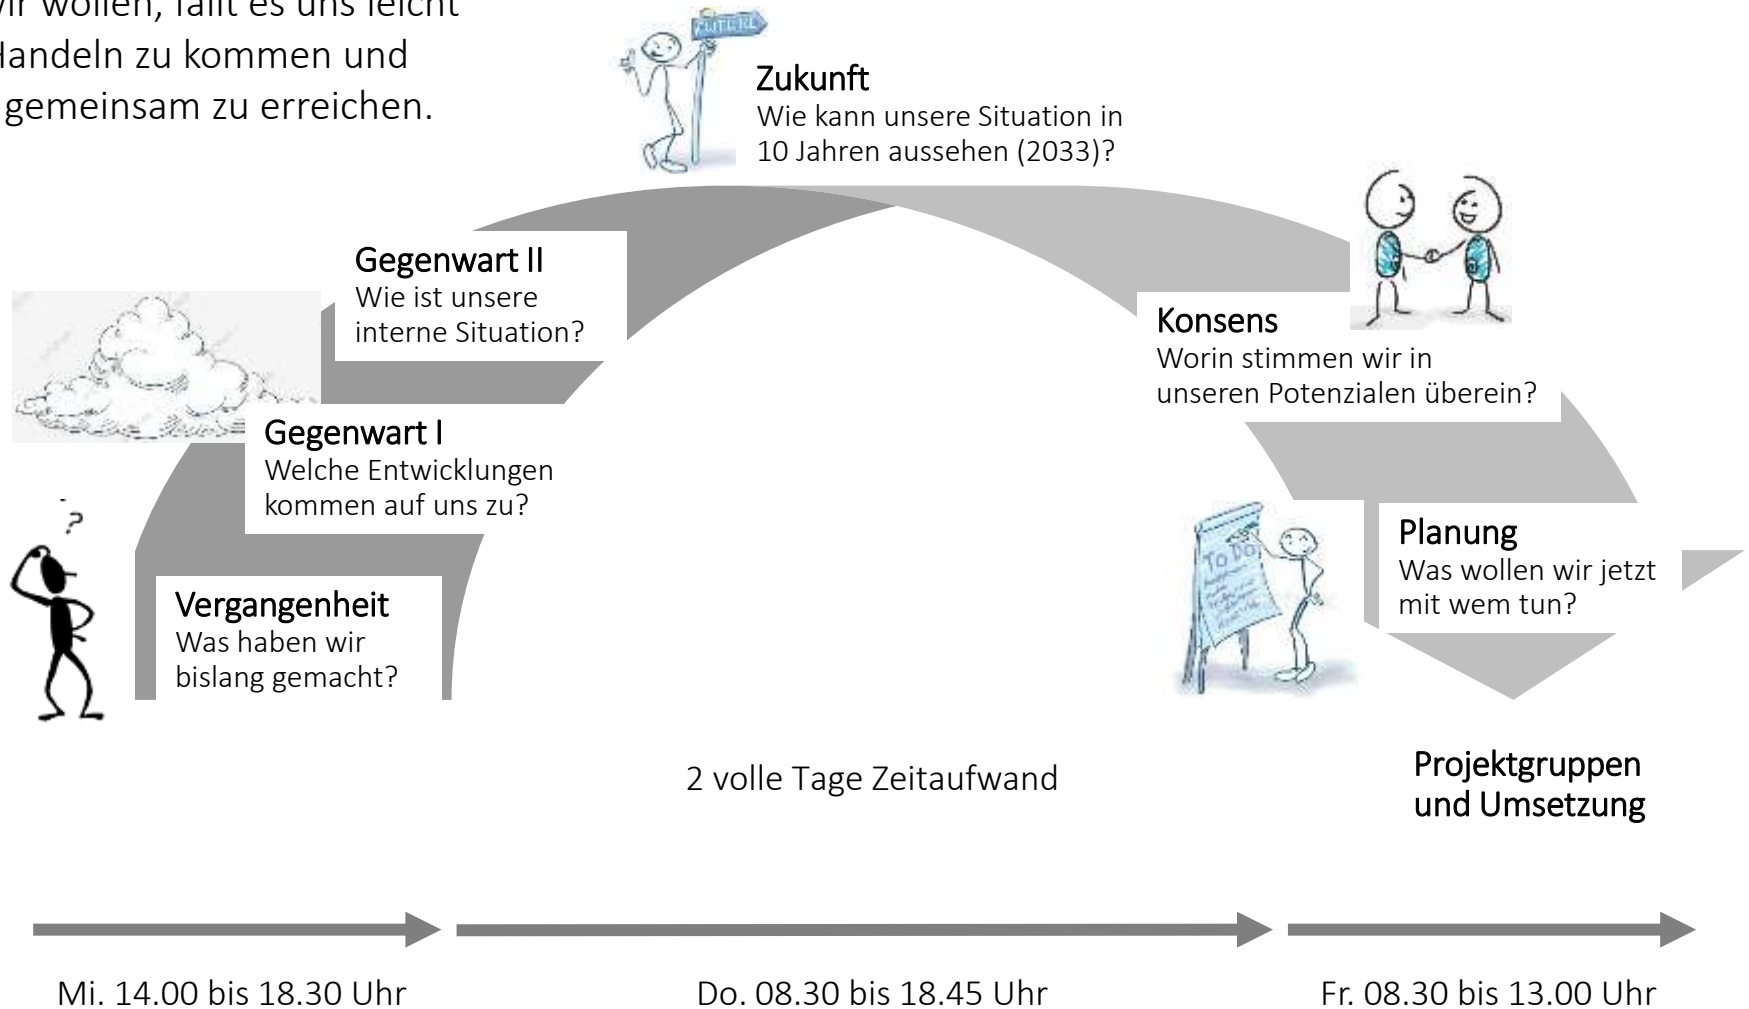 wir wollen, fällt es uns leicht
Handeln zu kommen und
gemeinsam zu erreichen.
Zukunft
Wie kann unsere Situation in
10 Jahren aussehen (2033)?
Gegenwart II
Wie ist unsere
interne Situation?
Konsens
Worin stimmen wir in
unseren Potenzialen überein?
Gegenwart I
Welche Entwicklungen
kommen auf uns zu?
?
To Do
Planung
Was wollen wir jetzt
mit wem tun?
Vergangenheit
Was haben wir
bislang gemacht?
2 volle Tage Zeitaufwand
Projektgruppen
und Umsetzung
Mi. 14.00 bis 18.30 Uhr
Do. 08.30 bis 18.45 Uhr
Fr. 08.30 bis 13.00 Uhr